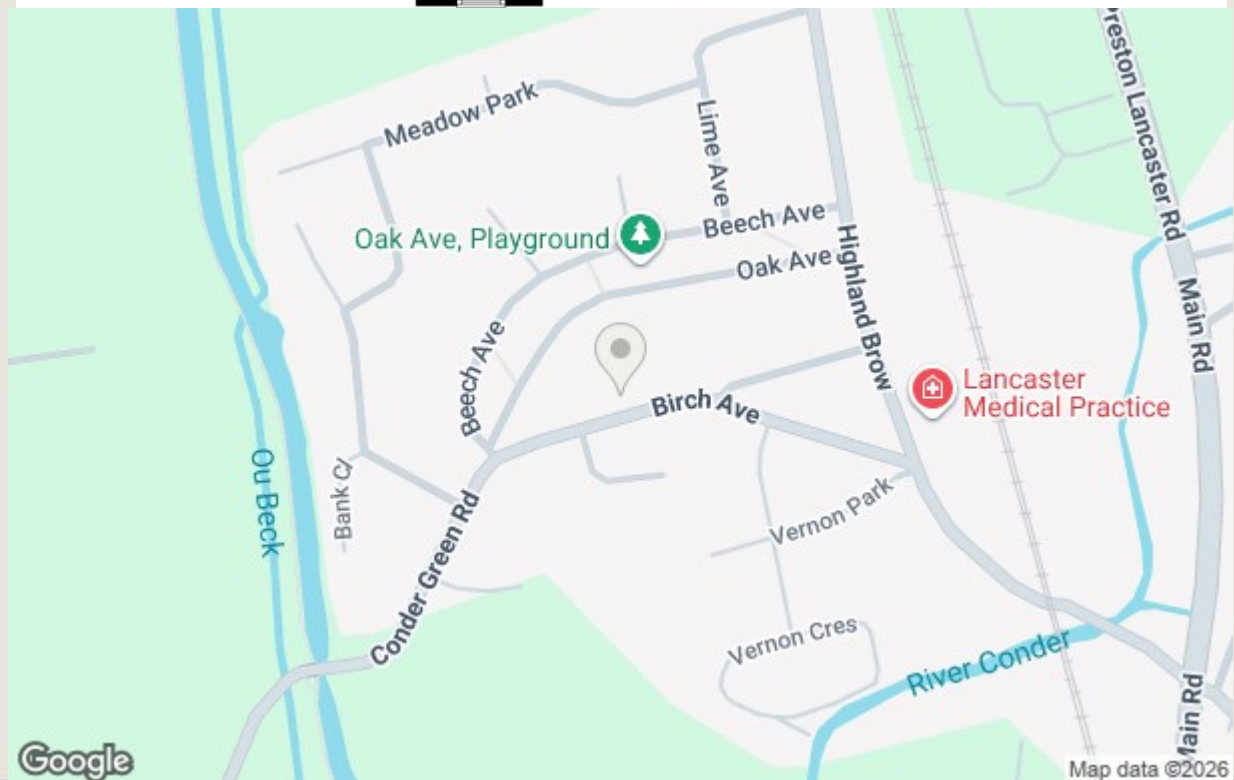 Preston Lancaster Rd
Meadow Park
Lime Ave
Oak Ave, Playground
Beech Ave
Oak Ave
Highland Brow
Main Rd
Beech Ave
Birch Ave
Lancaster
Medical Practice
Ou Beck
Bank Cl
Conder Green Rd
Vernon Park
Vernon Cres
River Conder
Main Rd
Google
Map data ©2026